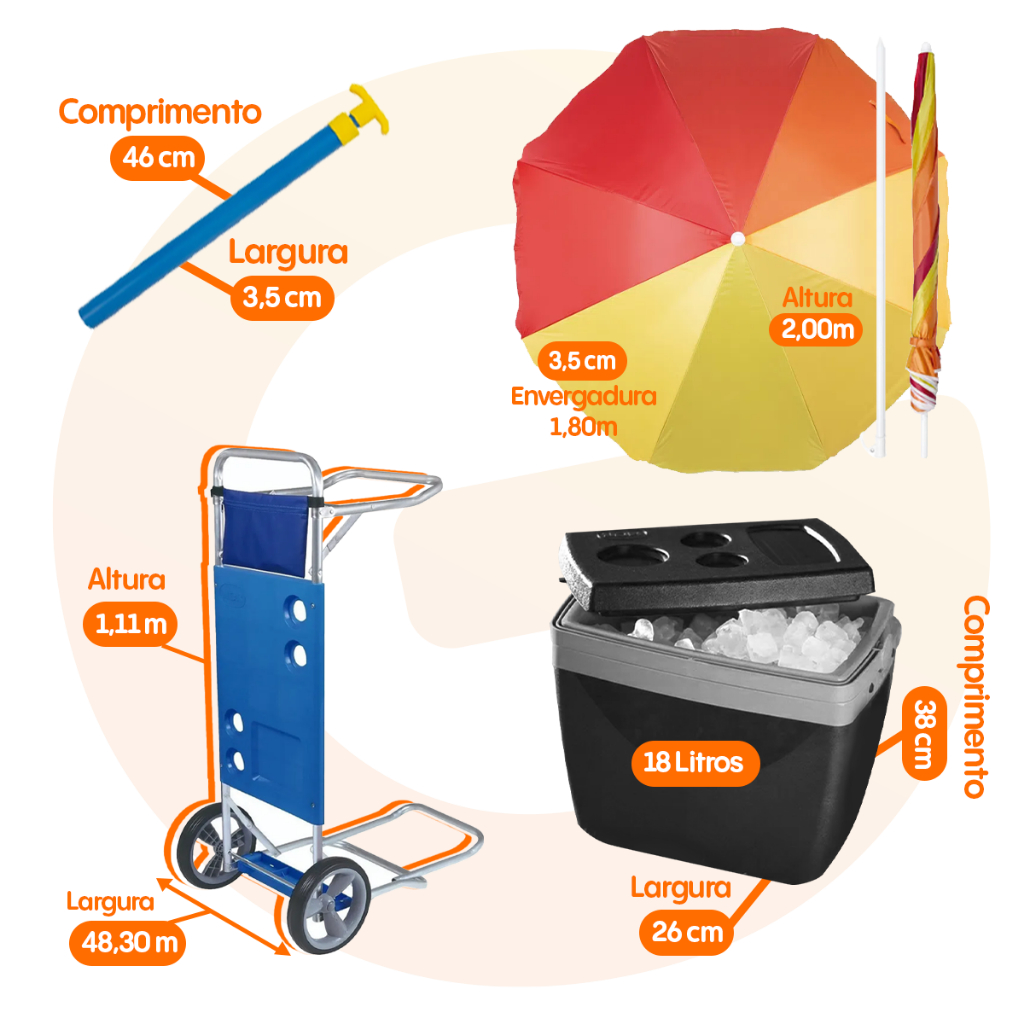 Comprimento
46 cm
Largura
3,5 cm
Altura
2,00m
3,5 cm
Envergadura
1,80m
Altura
1,11 m
Largura
48,30 m
18 Litros
Comprimento
38 cm
Largura
26 cm